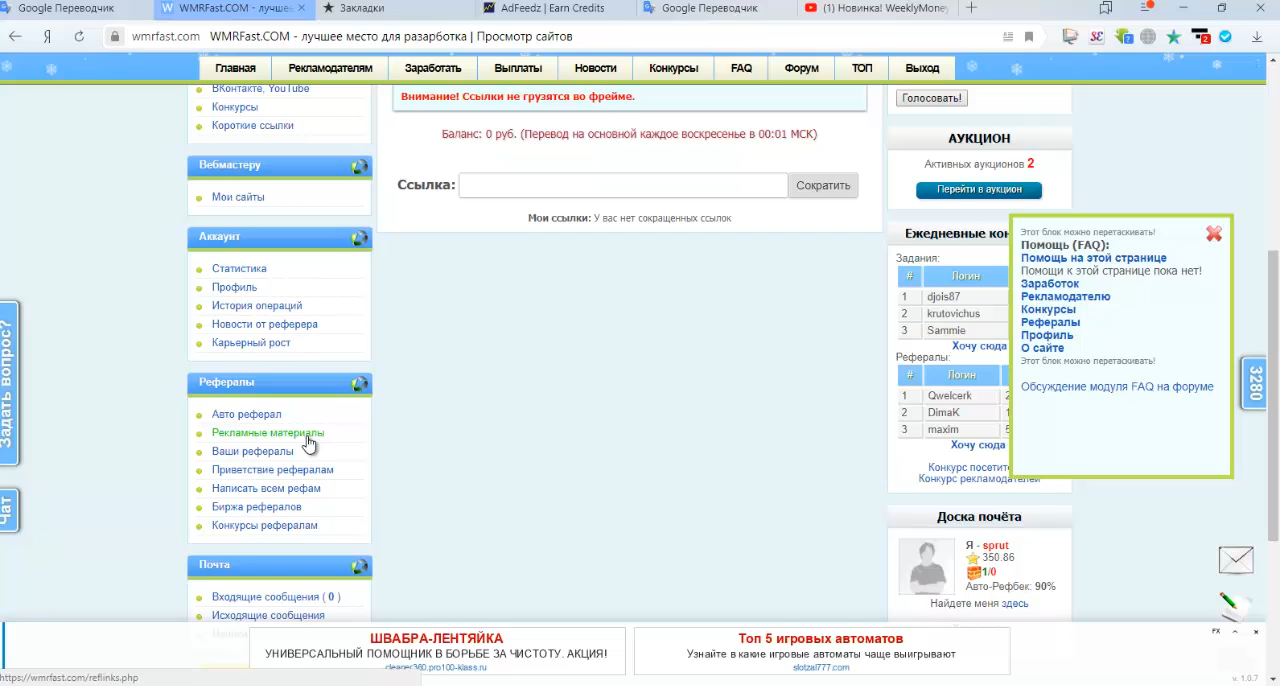 Google Переводчик
WMRFast.COM - лучшее
Закладки
AdFeedz | Earn Credits
Google Переводчик
(1) Новинка! WeeklyMoney
wmrfast.com WMRFast.COM - лучшее место для разарботка | Просмотр сайтов
Главная
Рекламодателям
Заработать
Выплаты
Новости
Конкурсы
FAQ
Форум
ТОП
Выход
ВКонтакте, YouTube
Конкурсы
Короткие ссылки
Вебмастеру
Мои сайты
Аккаунт
Статистика
Профиль
История операций
Новости от реферера
Карьерный рост
Рефералы
Авто реферал
Рекламные материалы
Ваши рефералы
Приветствие рефералам
Написать всем рефам
Биржа рефералов
Конкурсы рефералам
Почта
Входящие сообщения ( 0 )
Исходящие сообщения
Внимание! Ссылки не грузятся во фрейме.
Баланс: 0 руб. (Перевод на основной каждое воскресенье в 00:01 МСК)
Ссылка:
Сократить
Мои ссылки: У вас нет сокращенных ссылок
Голосовать!
АУКЦИОН
Активных аукционов 2
Перейти в аукцион
Ежедневные
Задания:
# Логин
1 djois87
2 krutovichus
3 Sammie
Хочу сюда
Рефералы:
# Логин
1 Qwelcerk
2 DimaK
3 maxim
Хочу сюда
Конкурс
Конкурс рекламодателей
Доска почёта
Я - sprut
350.86
1/0
Авто-Рефбек: 90%
Найдете меня здесь
Этот блок можно перетаскивать!
Помощь (FAQ):
Помощь на этой странице
Помощи к этой странице пока нет!
Заработок
Рекламодателю
Конкурсы
Рефералы
Профиль
О сайте
Этот блок можно перетаскивать!
Обсуждение модуля FAQ на форуме
Задать вопрос?
Чат
3280
ШВАБРА-ЛЕНТЯЙКА
УНИВЕРСАЛЬНЫЙ ПОМОЩНИК В БОРЬБЕ ЗА ЧИСТОТУ. АКЦИЯ!
cleaner360.pro100-klass.ru
Топ 5 игровых автоматов
Узнайте в какие игровые автоматы чаще выигрывают
slotzal777.com
FX
v. 1.0.7
https://wmrfast.com/reflinks.php